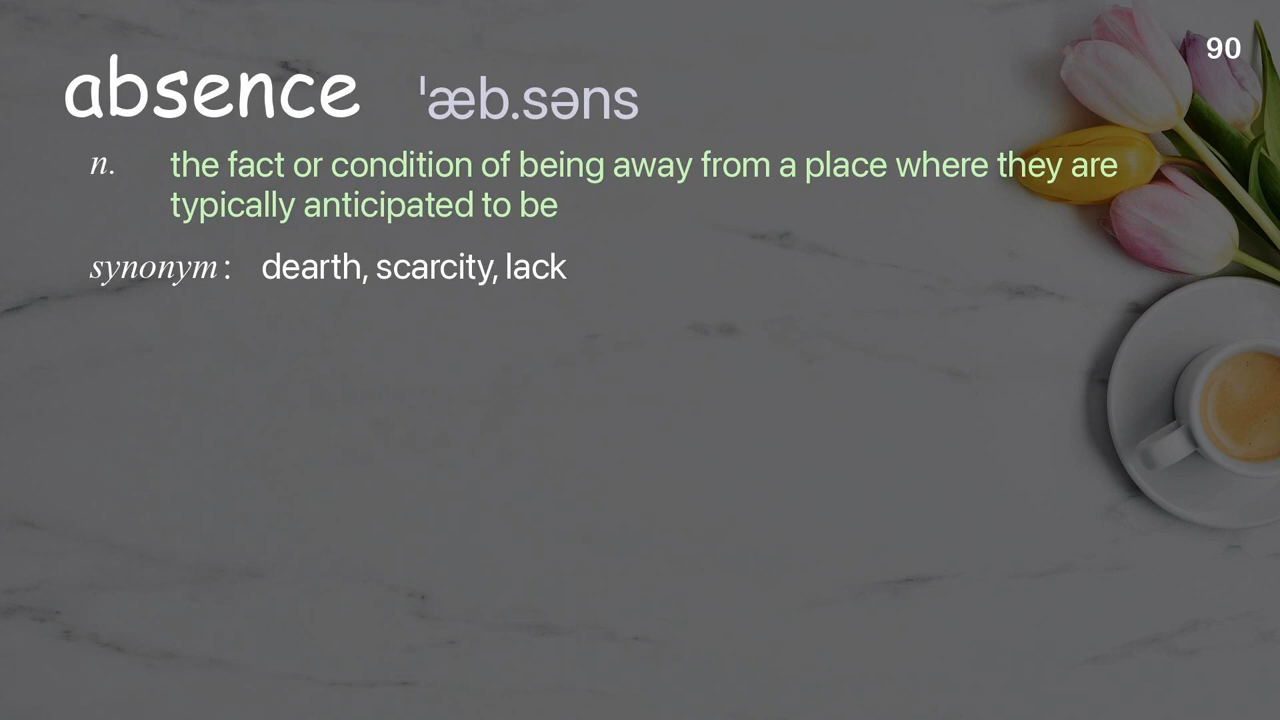 90
absence ˈæb.səns
n. the fact or condition of being away from a place where they are
typically anticipated to be
synonym: dearth, scarcity, lack